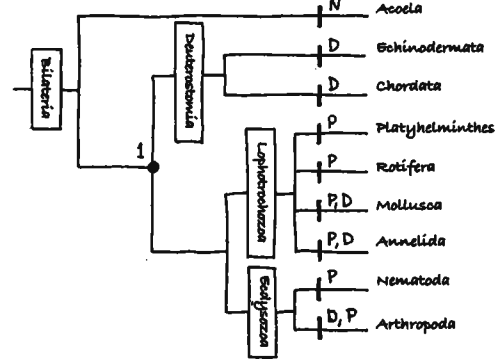 N Acoela
Bilateria
Deuterostomia
D Echinodermata
D Chordata
1
Lophotrochozoa
P Platyhelminthes
P Rotifera
P, D Mollusca
P, D Annelida
Ecdysozoa
P Nematoda
D, P Arthropoda